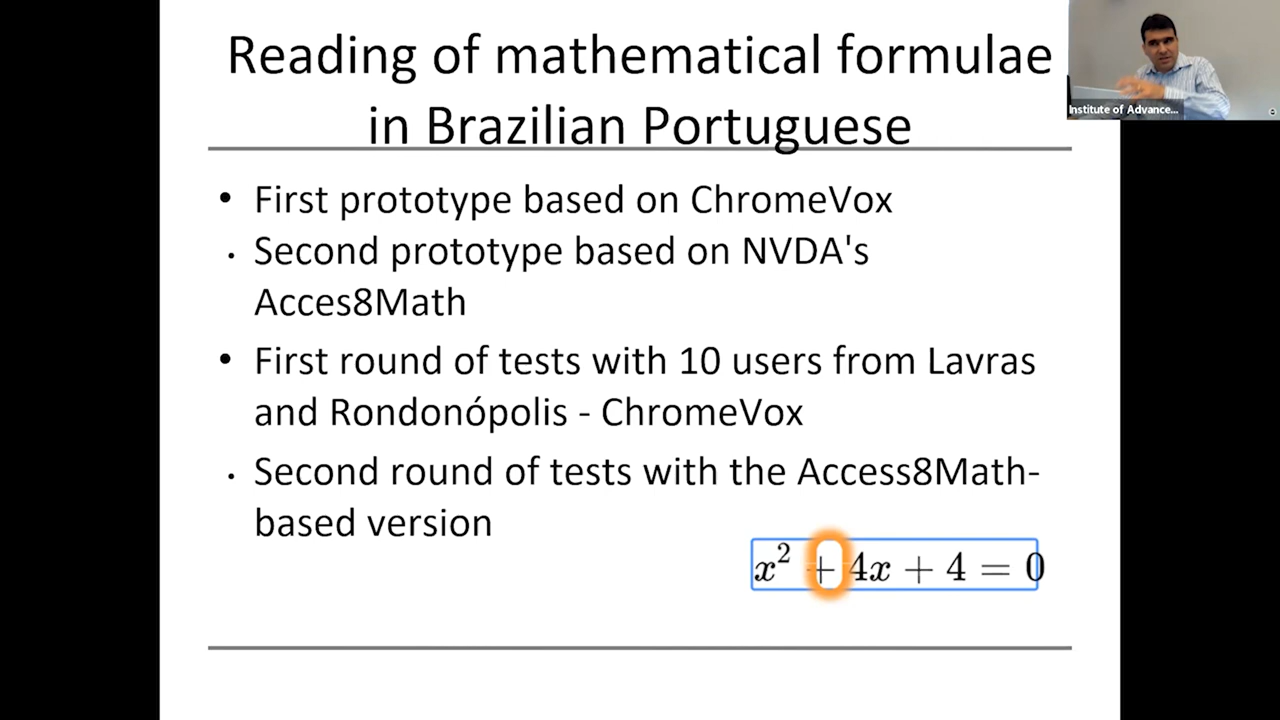 Reading of mathematical formulae
in Brazilian Portuguese
Institute of Advance...
• First prototype based on ChromeVox
• Second prototype based on NVDA's
Acces8Math
• First round of tests with 10 users from Lavras
and Rondonópolis - ChromeVox
• Second round of tests with the Access8Math-
based version
x² + 4x + 4 = 0